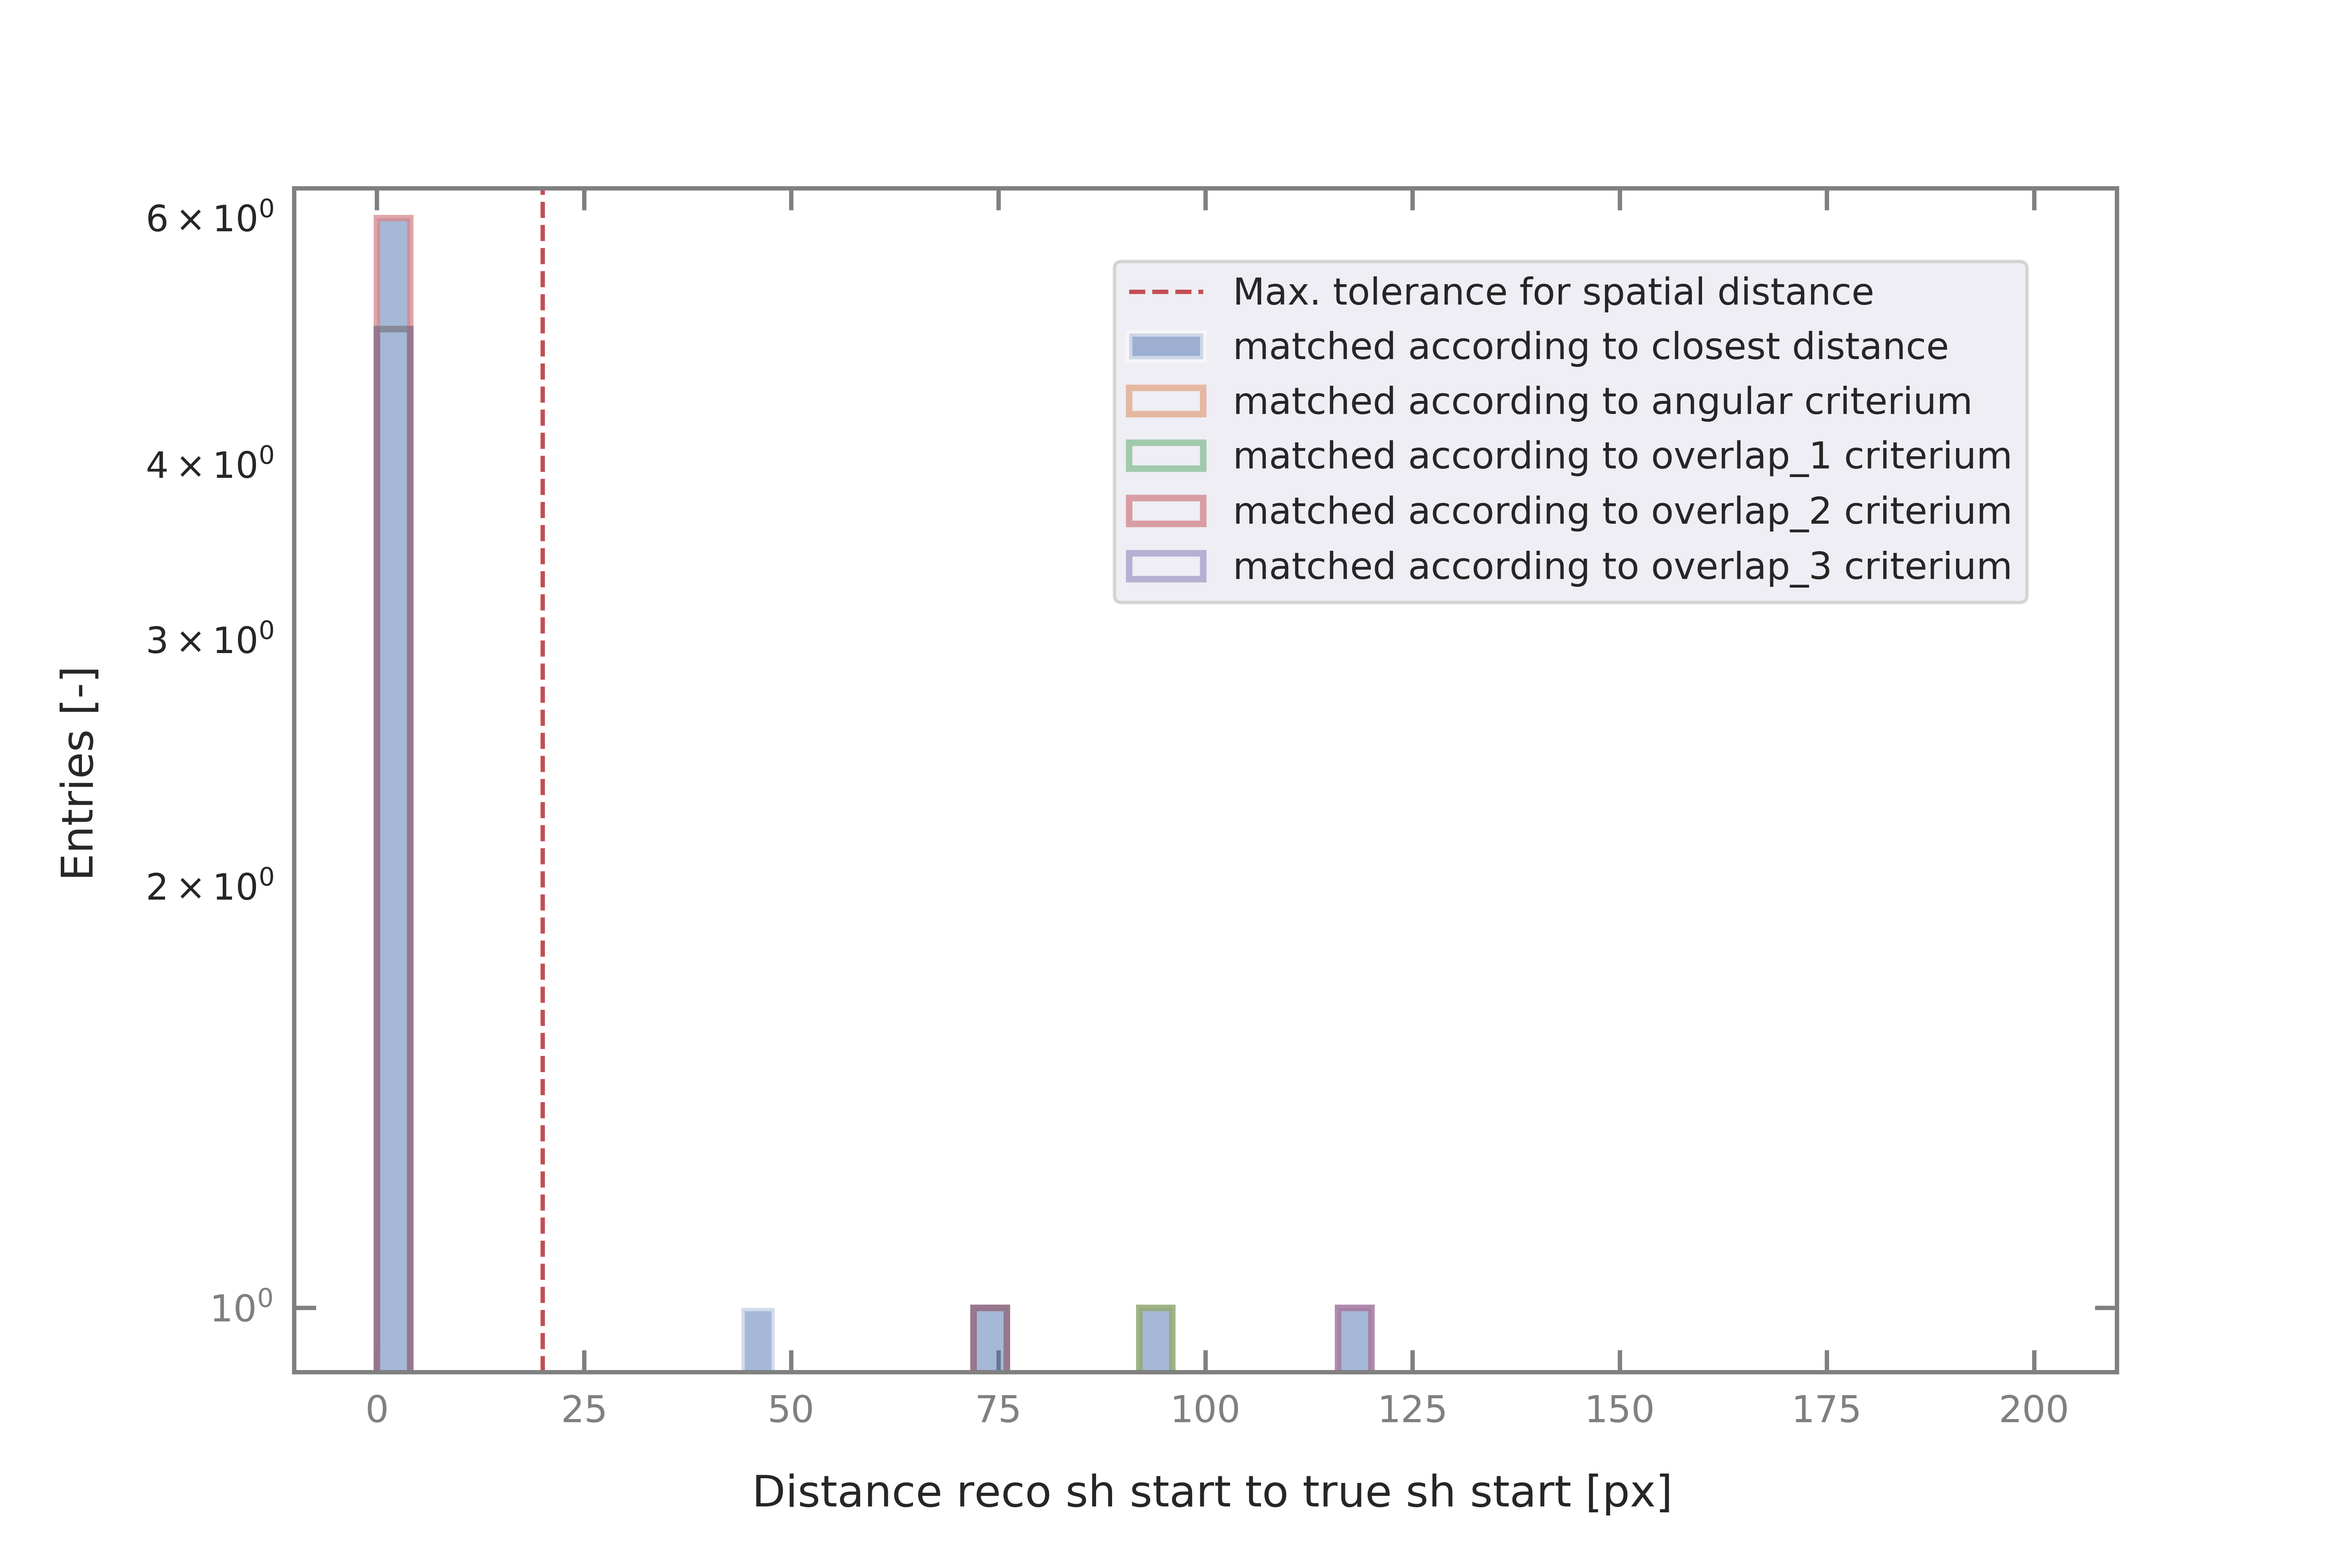 6 × 10⁰
4 × 10⁰
3 × 10⁰
2 × 10⁰
10⁰
Entries [-]
Max. tolerance for spatial distance
matched according to closest distance
matched according to angular criterium
matched according to overlap_1 criterium
matched according to overlap_2 criterium
matched according to overlap_3 criterium
0 25 50 75 100 125 150 175 200
Distance reco sh start to true sh start [px]